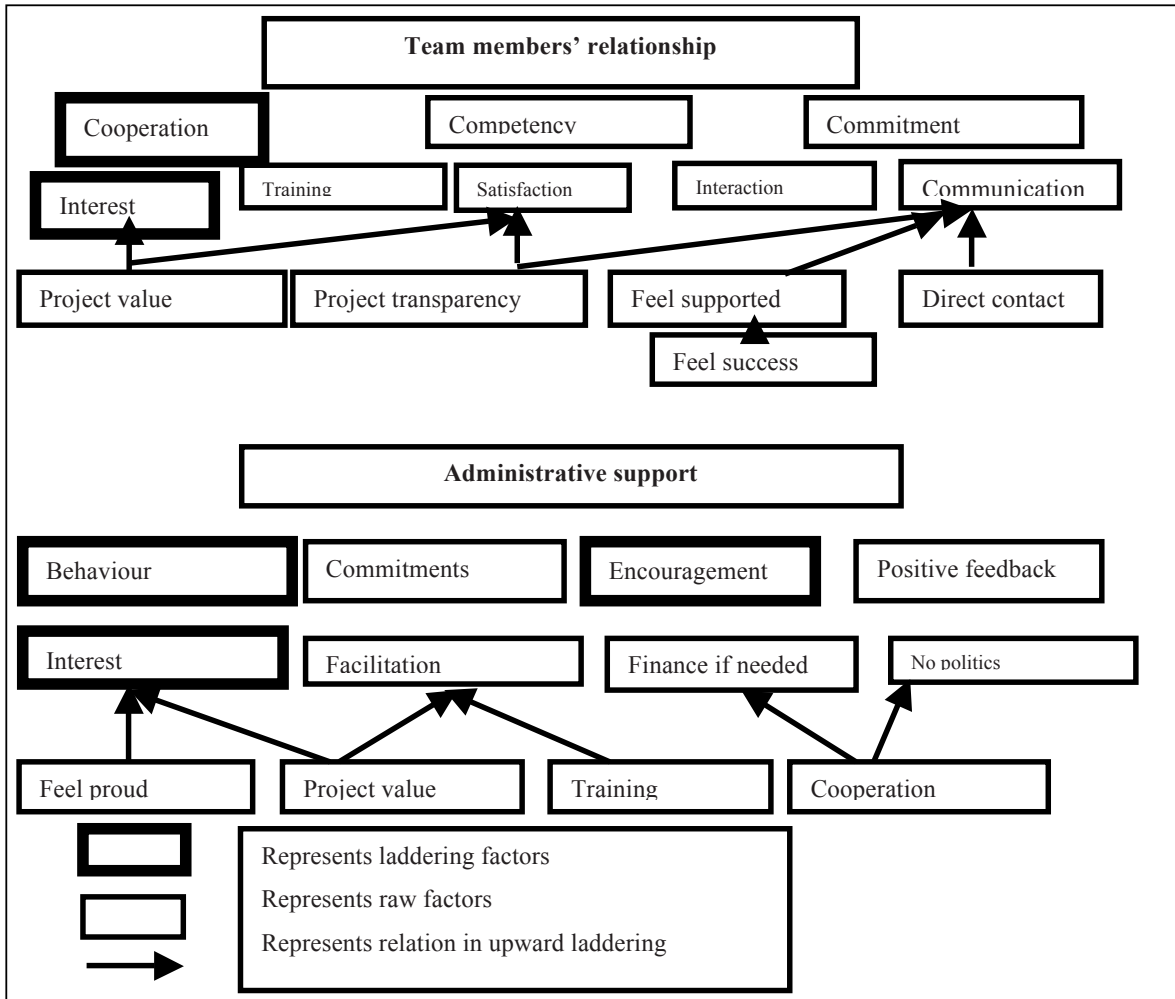 Team members’ relationship
Cooperation
Competency
Commitment
Interest
Training
Satisfaction
Interaction
Communication
Project value
Project transparency
Feel supported
Direct contact
Feel success
Administrative support
Behaviour
Commitments
Encouragement
Positive feedback
Interest
Facilitation
Finance if needed
No politics
Feel proud
Project value
Training
Cooperation
Represents laddering factors
Represents raw factors
Represents relation in upward laddering